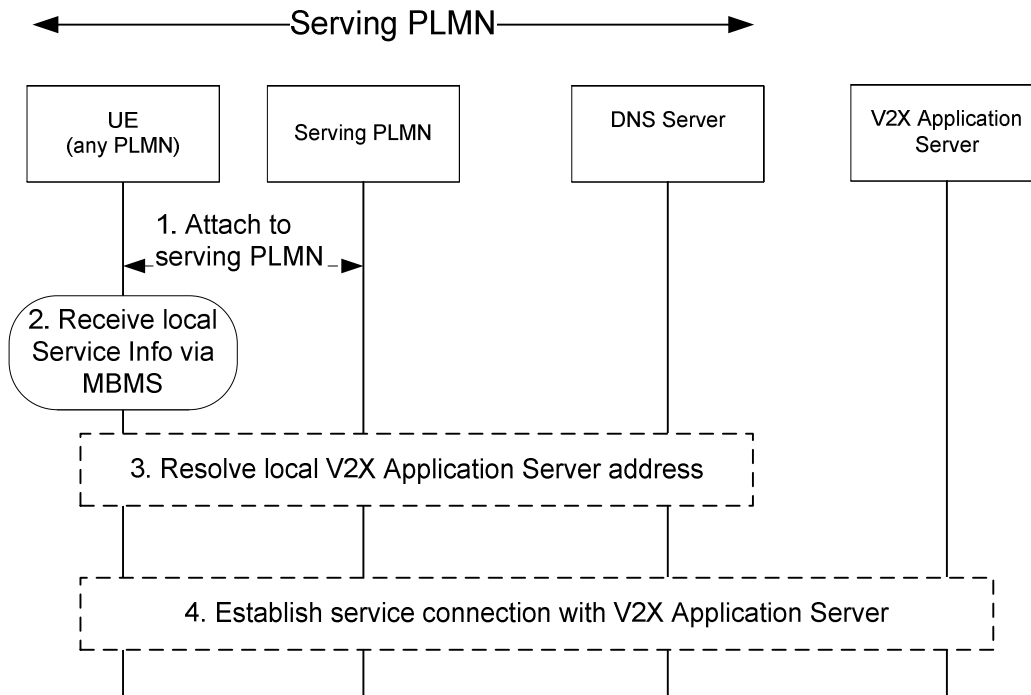 Serving PLMN
UE
(any PLMN)
Serving PLMN
DNS Server
V2X Application
Server
1. Attach to
serving PLMN
2. Receive local
Service Info via
MBMS
3. Resolve local V2X Application Server address
4. Establish service connection with V2X Application Server